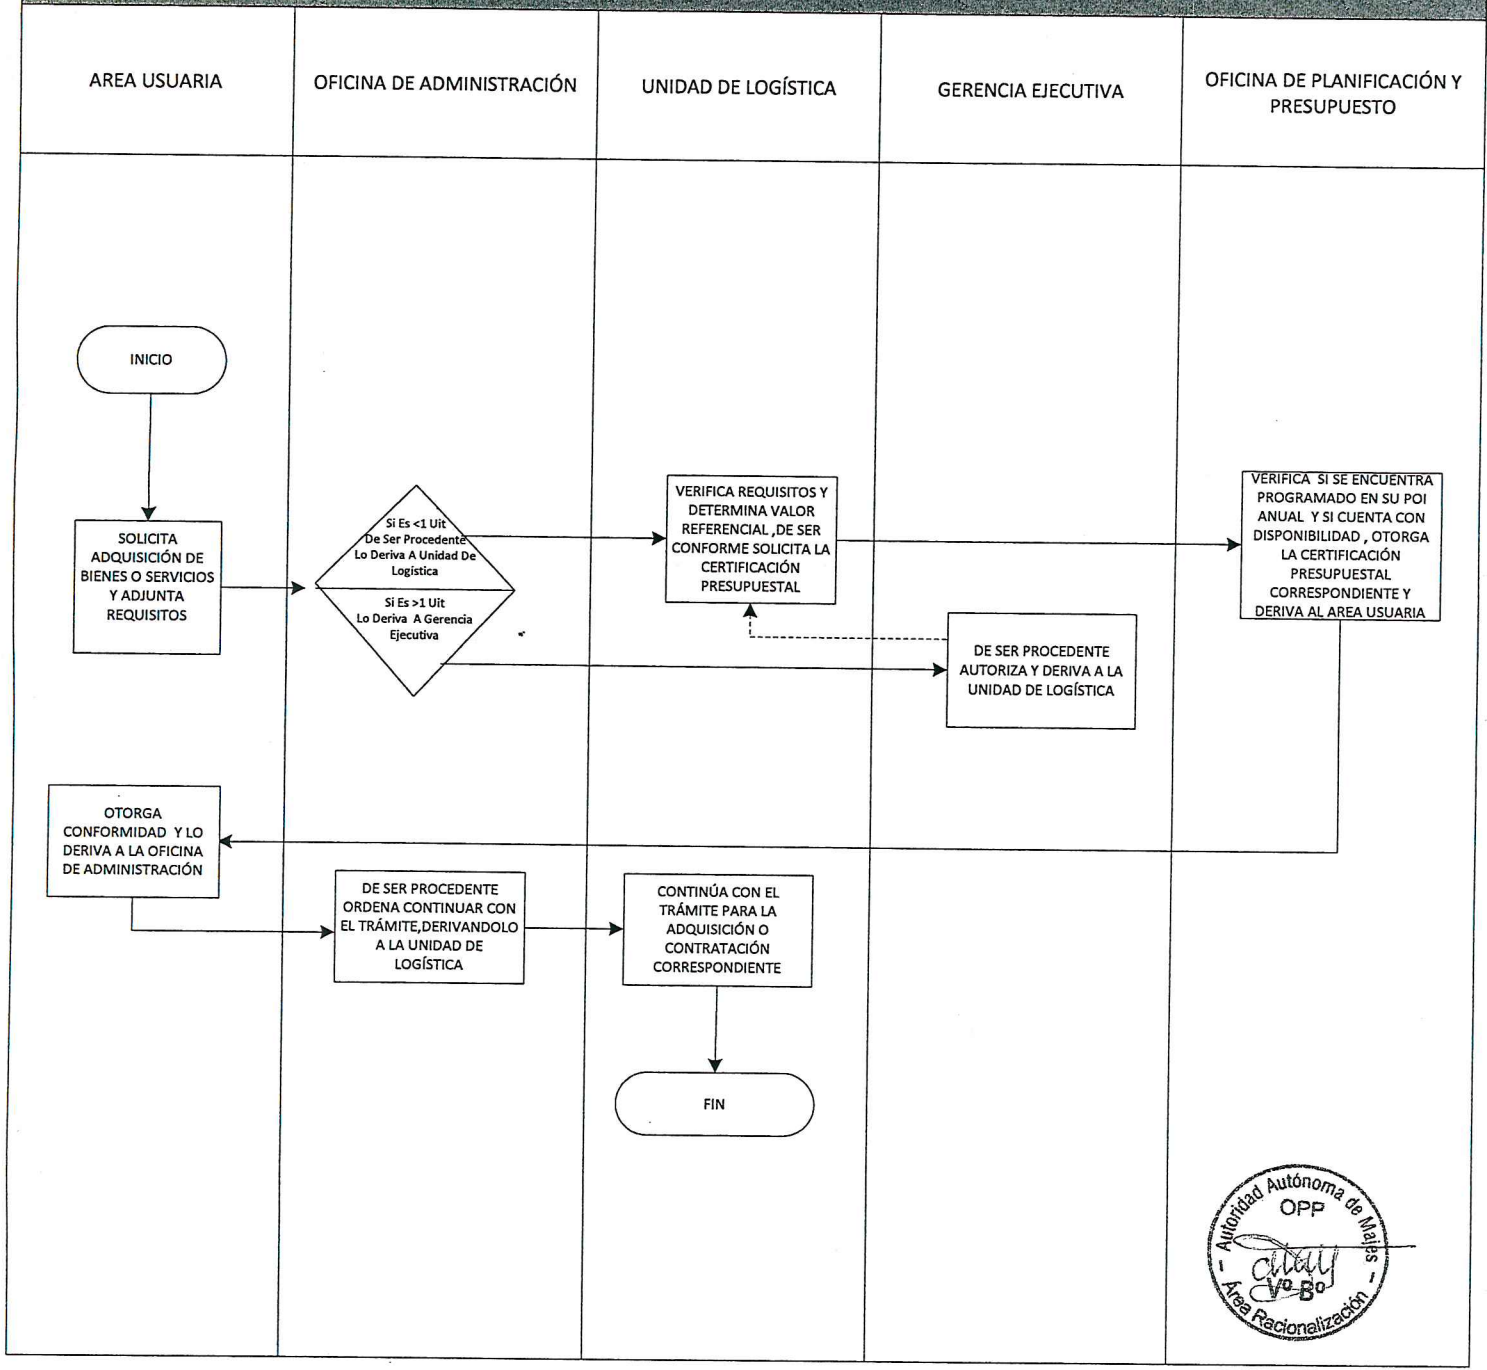 AREA USUARIA
OFICINA DE ADMINISTRACIÓN
UNIDAD DE LOGÍSTICA
GERENCIA EJECUTIVA
OFICINA DE PLANIFICACIÓN Y
PRESUPUESTO
INICIO
SOLICITA
ADQUISICIÓN DE
BIENES O SERVICIOS
Y ADJUNTA
REQUISITOS
Si Es <1 Uit
De Ser Procedente
Lo Deriva A Unidad De
Logística
Si Es >1 Uit
Lo Deriva A Gerencia
Ejecutiva
VERIFICA REQUISITOS Y
DETERMINA VALOR
REFERENCIAL ,DE SER
CONFORME SOLICITA LA
CERTIFICACIÓN
PRESUPUESTAL
DE SER PROCEDENTE
AUTORIZA Y DERIVA A LA
UNIDAD DE LOGÍSTICA
VERIFICA SI SE ENCUENTRA
PROGRAMADO EN SU POI
ANUAL Y SI CUENTA CON
DISPONIBILIDAD , OTORGA
LA CERTIFICACIÓN
PRESUPUESTAL
CORRESPONDIENTE Y
DERIVA AL AREA USUARIA
OTORGA
CONFORMIDAD Y LO
DERIVA A LA OFICINA
DE ADMINISTRACIÓN
DE SER PROCEDENTE
ORDENA CONTINUAR CON
EL TRÁMITE,DERIVANDOLO
A LA UNIDAD DE
LOGÍSTICA
CONTINÚA CON EL
TRÁMITE PARA LA
ADQUISICIÓN O
CONTRATACIÓN
CORRESPONDIENTE
FIN
Autoridad Autónoma de Majes
OPP
Vº Bº
Área Racionalización